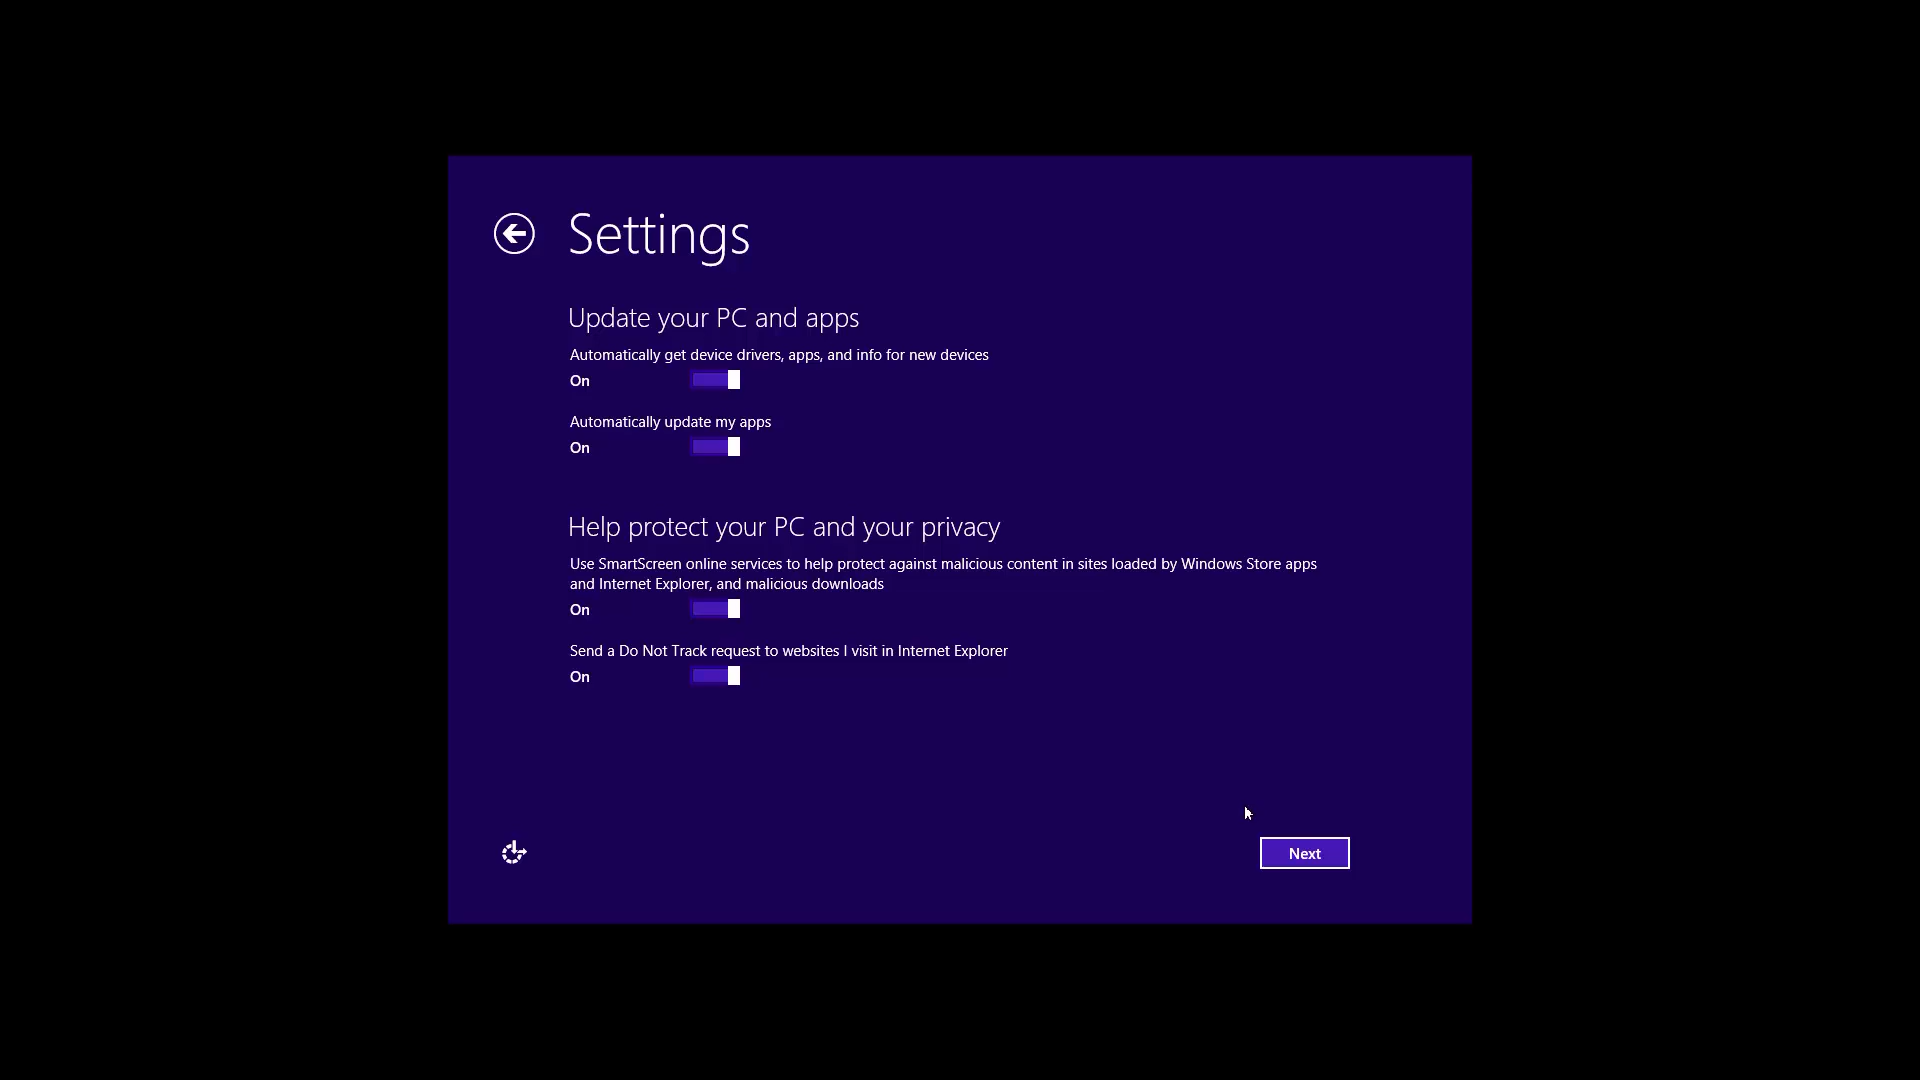 Settings
Update your PC and apps
Automatically get device drivers, apps, and info for new devices
On
Automatically update my apps
On
Help protect your PC and your privacy
Use SmartScreen online services to help protect against malicious content in sites loaded by Windows Store apps
and Internet Explorer, and malicious downloads
On
Send a Do Not Track request to websites I visit in Internet Explorer
On
Next